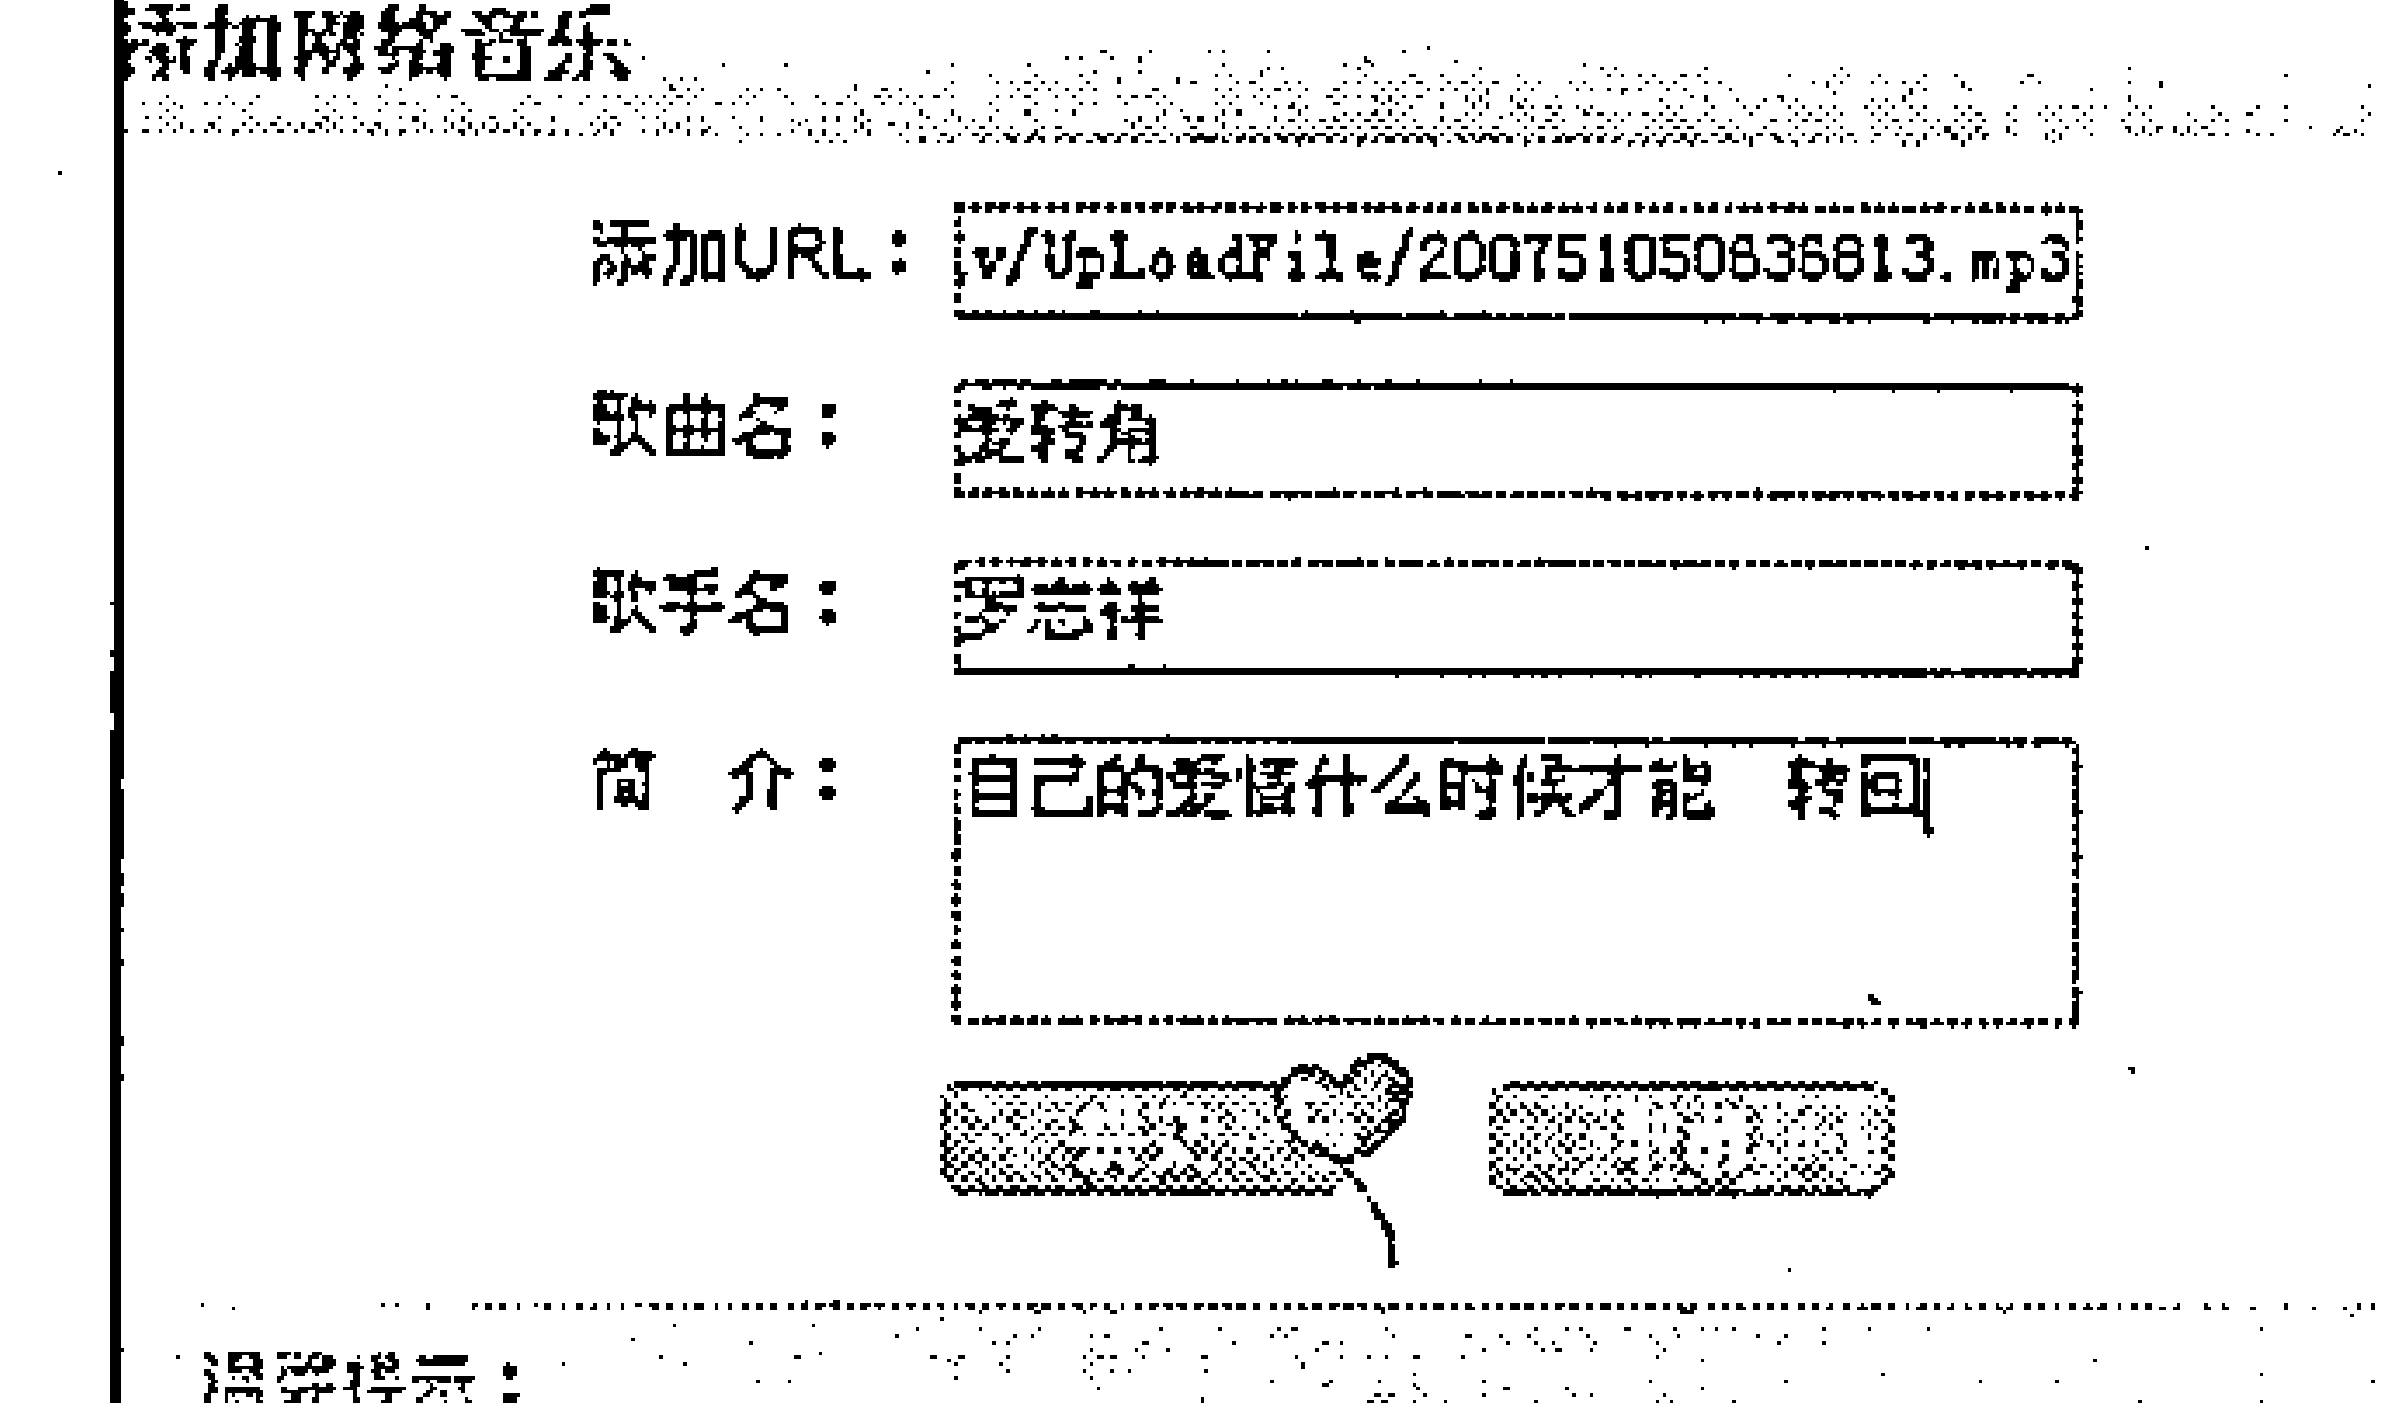 添加网络音乐
添加URL： v/UpLoadFile/200751050836813.mp3
歌曲名： 爱转角
歌手名： 罗志祥
简 介： 自己的爱情什么时候才能 转回
温馨提示：